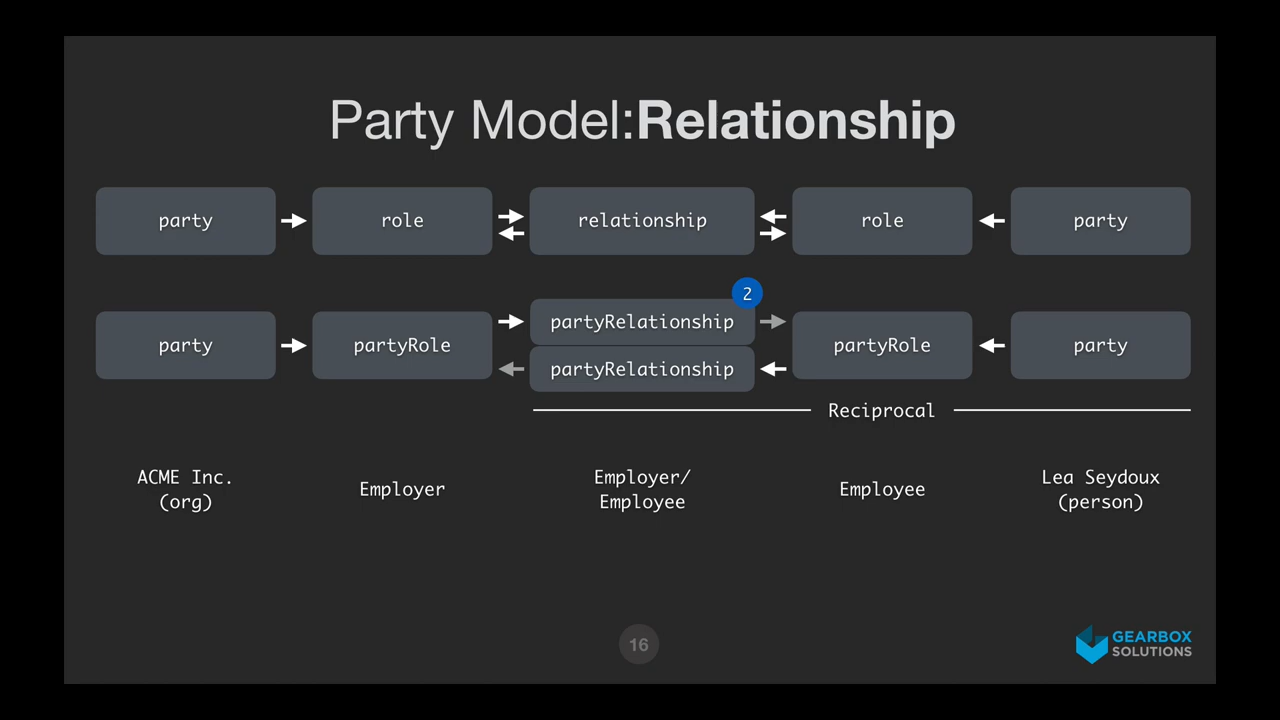 Party Model:Relationship
party
role
relationship
role
party
2
party
partyRole
partyRelationship
partyRelationship
partyRole
party
Reciprocal
ACME Inc.
(org)
Employer
Employer/
Employee
Employee
Lea Seydoux
(person)
16
GEARBOX
SOLUTIONS